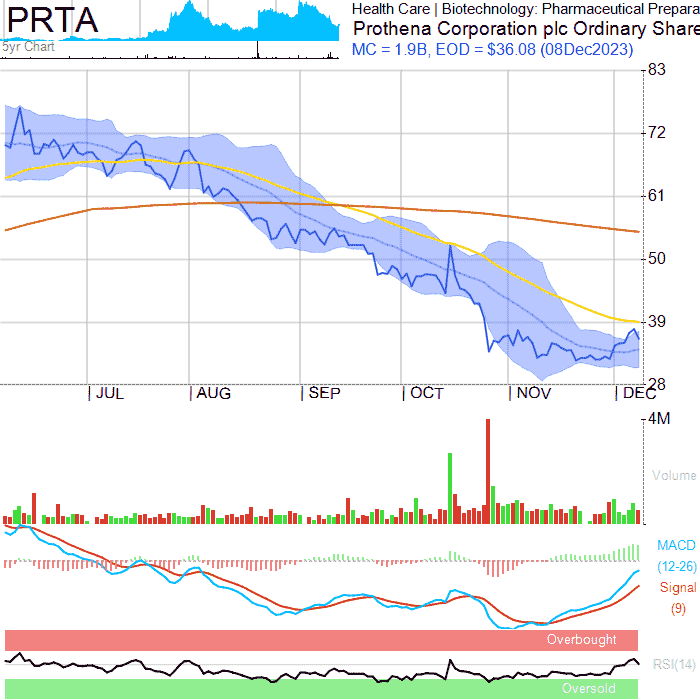 PRTA
5yr Chart
Health Care | Biotechnology: Pharmaceutical Prepara
Prothena Corporation plc Ordinary Share
MC = 1.9B, EOD = $36.08 (08Dec2023)
83
72
61
50
39
28
JUL
AUG
SEP
OCT
NOV
DEC
4M
Volume
MACD
(12-26)
Signal
(9)
Overbought
RSI(14)
Oversold